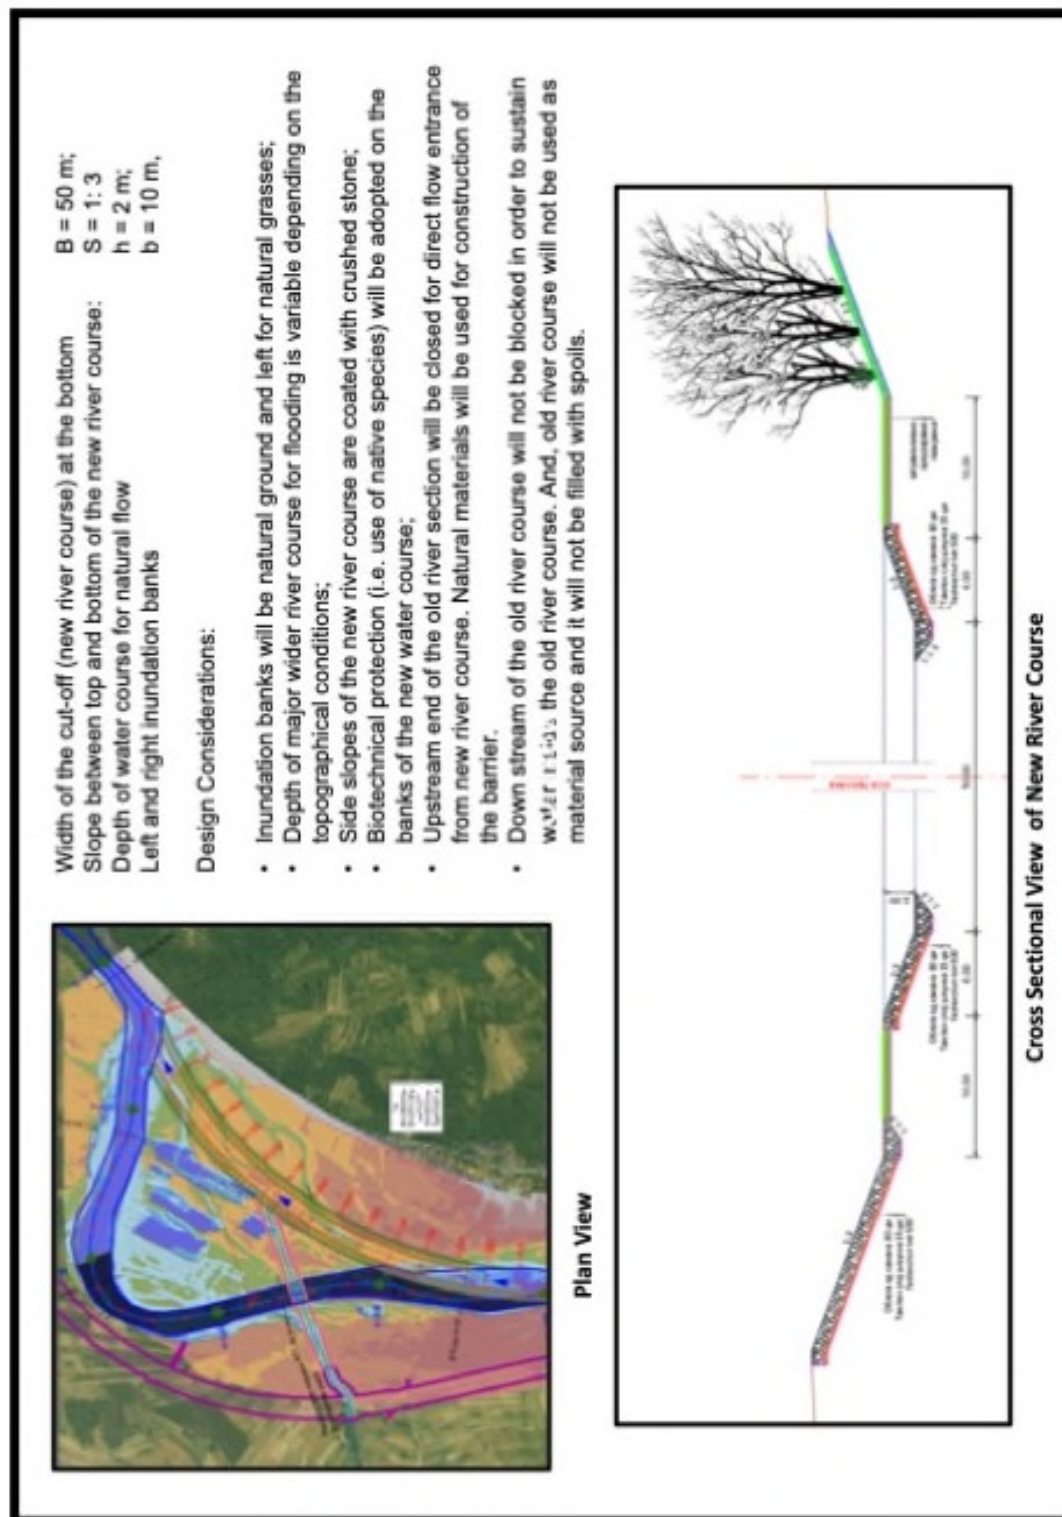 Width of the cut-off (new river course) at the bottom B = 50 m;
Slope between top and bottom of the new river course: S = 1: 3
Depth of water course for natural flow h = 2 m;
Left and right inundation banks b = 10 m,
Design Considerations:
• Inundation banks will be natural ground and left for natural grasses;
• Depth of major wider river course for flooding is variable depending on the
topographical conditions;
• Side slopes of the new river course are coated with crushed stone;
• Biotechnical protection (i.e. use of native species) will be adopted on the
banks of the new water course;
• Upstream end of the old river section will be closed for direct flow entrance
from new river course. Natural materials will be used for construction of
the barrier.
• Down stream of the old river course will not be blocked in order to sustain
the old river course. And, old river course will not be used as
material source and it will not be filled with spoils.
Plan View
10.00 6.00 6.00 10.00
Cross Sectional View of New River Course